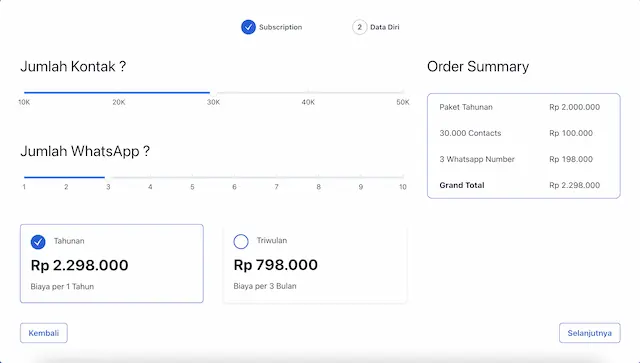 Subscription
2 Data Diri
Jumlah Kontak ?
10K 20K 30K 40K 50K
Jumlah WhatsApp ?
1 2 3 4 5 6 7 8 9 10
Tahunan
Rp 2.298.000
Biaya per 1 Tahun
Triwulan
Rp 798.000
Biaya per 3 Bulan
Order Summary
Paket Tahunan Rp 2.000.000
30.000 Contacts Rp 100.000
3 Whatsapp Number Rp 198.000
Grand Total Rp 2.298.000
Kembali
Selanjutnya